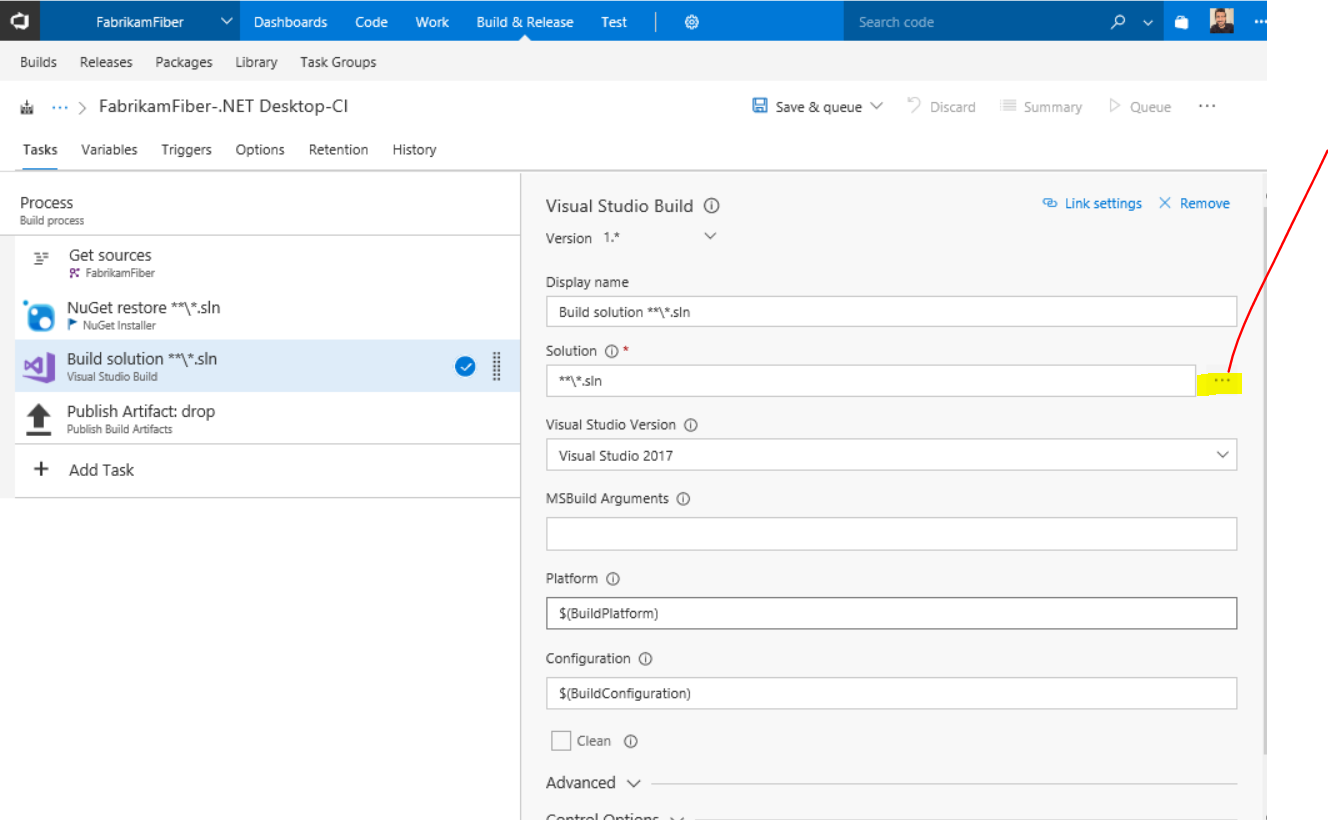 FabrikamFiber Dashboards Code Work Build & Release Test Search code
Builds Releases Packages Library Task Groups
··· > FabrikamFiber-.NET Desktop-CI Save & queue Discard Summary Queue ···
Tasks Variables Triggers Options Retention History
Process
Build process
Get sources
FabrikamFiber
NuGet restore **\*.sln
NuGet Installer
Build solution **\*.sln
Visual Studio Build
Publish Artifact: drop
Publish Build Artifacts
+ Add Task
Visual Studio Build Link settings Remove
Version 1.*
Display name
Build solution **\*.sln
Solution *
**\*.sln ···
Visual Studio Version
Visual Studio 2017
MSBuild Arguments
Platform
$(BuildPlatform)
Configuration
$(BuildConfiguration)
Clean
Advanced
Control Options